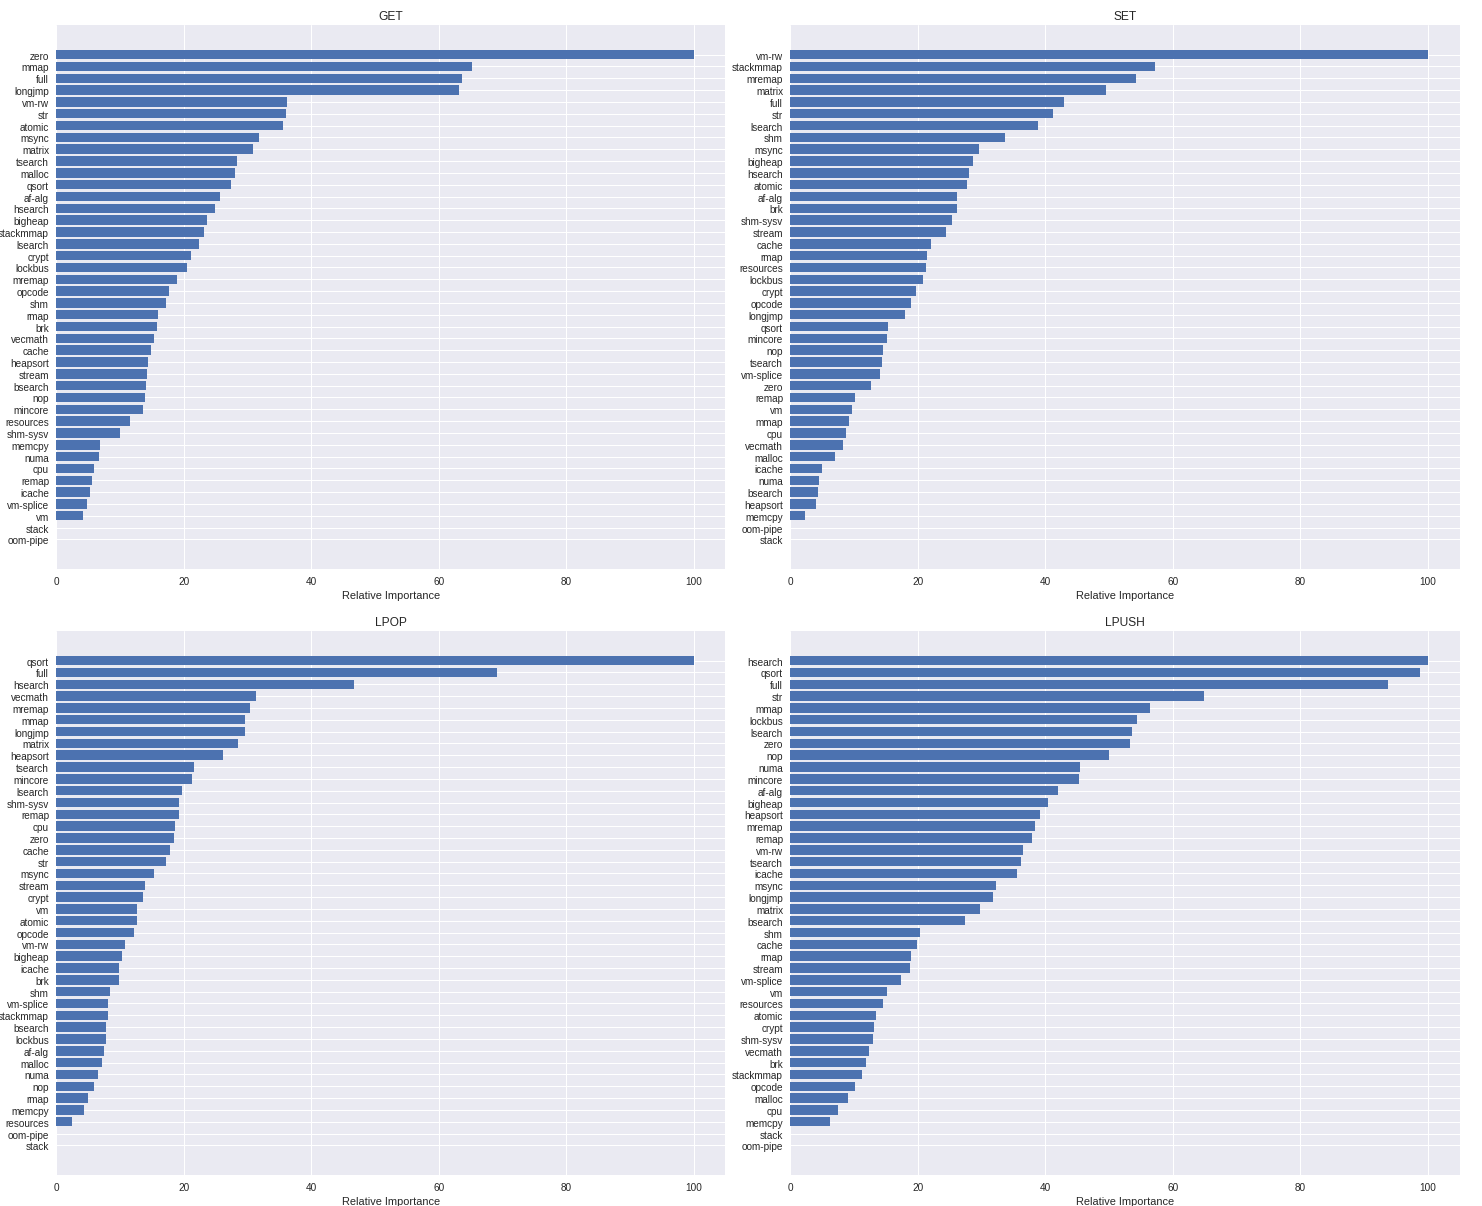 GET
zero
mmap
full
longjmp
vm-rw
str
atomic
msync
matrix
tsearch
malloc
qsort
af-alg
hsearch
bigheap
stackmmap
lsearch
crypt
lockbus
mremap
opcode
shm
rmap
brk
vecmath
cache
heapsort
stream
bsearch
nop
mincore
resources
shm-sysv
memcpy
numa
cpu
remap
icache
vm-splice
vm
stack
oom-pipe
0 20 40 60 80 100
Relative Importance
SET
vm-rw
stackmmap
mremap
matrix
full
str
lsearch
shm
msync
bigheap
hsearch
atomic
af-alg
brk
shm-sysv
stream
cache
rmap
resources
lockbus
crypt
opcode
longjmp
qsort
mincore
nop
tsearch
vm-splice
zero
remap
vm
mmap
cpu
vecmath
malloc
icache
numa
bsearch
heapsort
memcpy
oom-pipe
stack
0 20 40 60 80 100
Relative Importance
LPOP
qsort
full
hsearch
vecmath
mremap
mmap
longjmp
matrix
heapsort
tsearch
mincore
lsearch
shm-sysv
remap
cpu
zero
cache
str
msync
stream
crypt
vm
atomic
opcode
vm-rw
bigheap
icache
brk
shm
vm-splice
stackmmap
bsearch
lockbus
af-alg
malloc
numa
nop
rmap
memcpy
resources
oom-pipe
stack
0 20 40 60 80 100
Relative Importance
LPUSH
hsearch
qsort
full
str
mmap
lockbus
lsearch
zero
nop
numa
mincore
af-alg
bigheap
heapsort
mremap
remap
vm-rw
tsearch
icache
msync
longjmp
matrix
bsearch
shm
cache
rmap
stream
vm-splice
vm
resources
atomic
crypt
shm-sysv
vecmath
brk
stackmmap
opcode
malloc
cpu
memcpy
stack
oom-pipe
0 20 40 60 80 100
Relative Importance